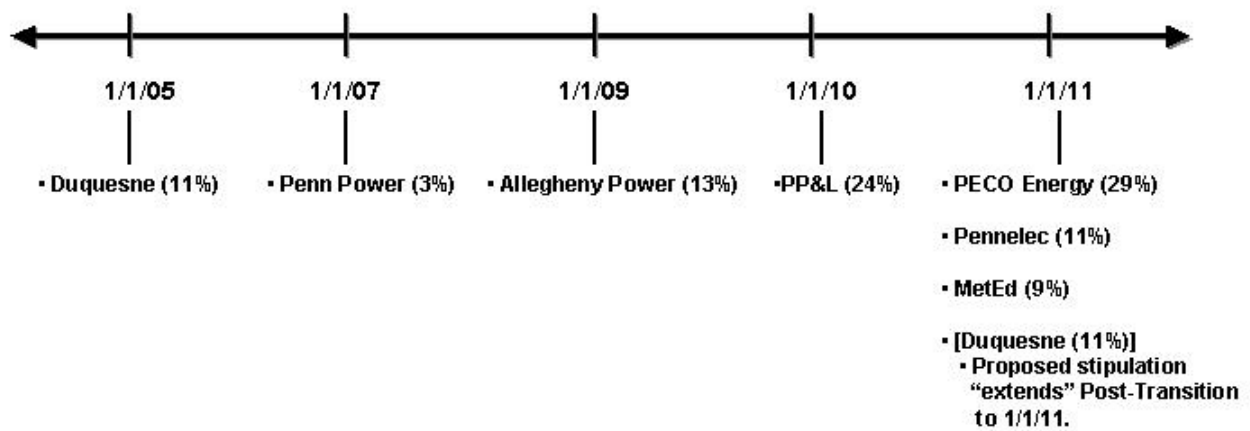 1/1/05 1/1/07 1/1/09 1/1/10 1/1/11
▪ Duquesne (11%) ▪ Penn Power (3%) ▪ Allegheny Power (13%) ▪PP&L (24%) ▪ PECO Energy (29%)
▪ Pennelec (11%)
▪ MetEd (9%)
▪ [Duquesne (11%)]
▪ Proposed stipulation
“extends” Post-Transition
to 1/1/11.